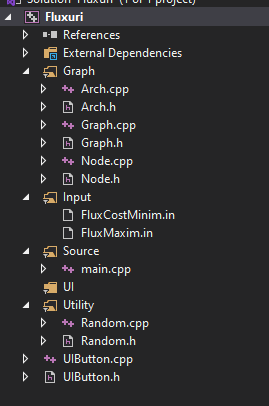 Solution 'Fluxuri' (1 of 1 project)
Fluxuri
References
External Dependencies
Graph
Arch.cpp
Arch.h
Graph.cpp
Graph.h
Node.cpp
Node.h
Input
FluxCostMinim.in
FluxMaxim.in
Source
main.cpp
UI
Utility
Random.cpp
Random.h
UIButton.cpp
UIButton.h